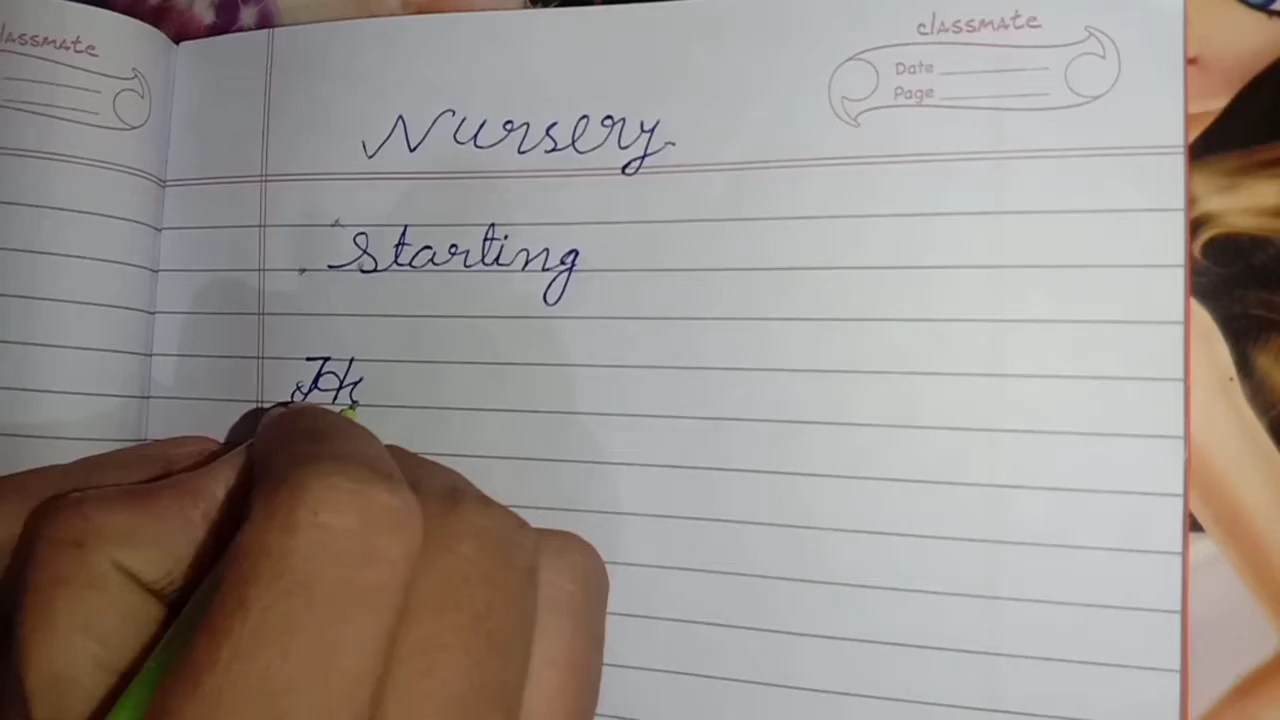 classmate
classmate
Date
Page
Nursery
Starting